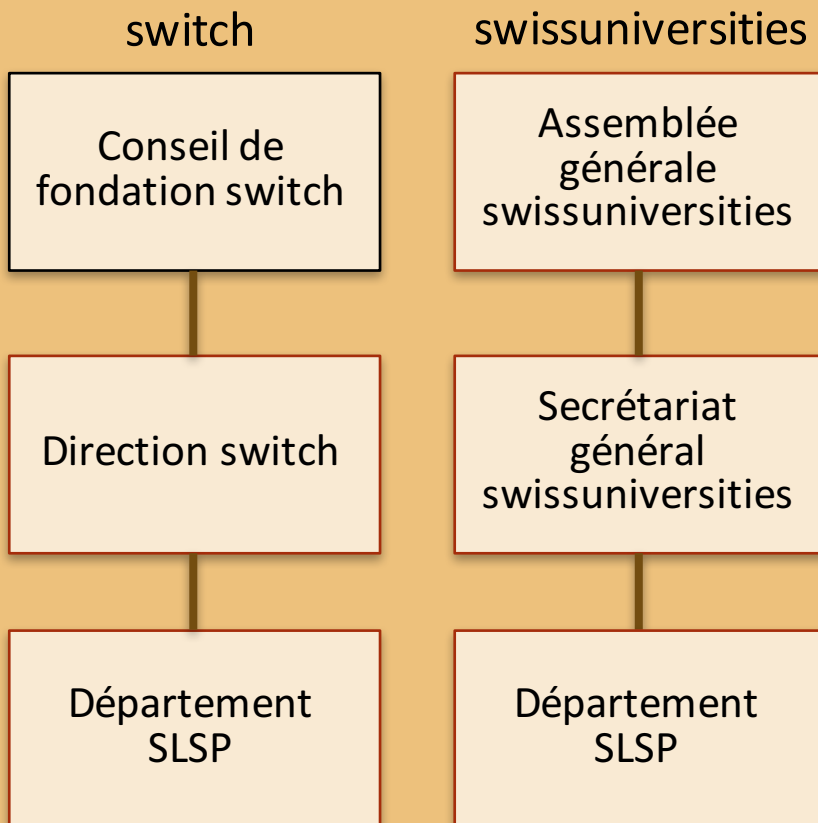 switch
Conseil de
fondation switch
Direction switch
Département
SLSP
swissuniversities
Assemblée
générale
swissuniversities
Secrétariat
général
swissuniversities
Département
SLSP